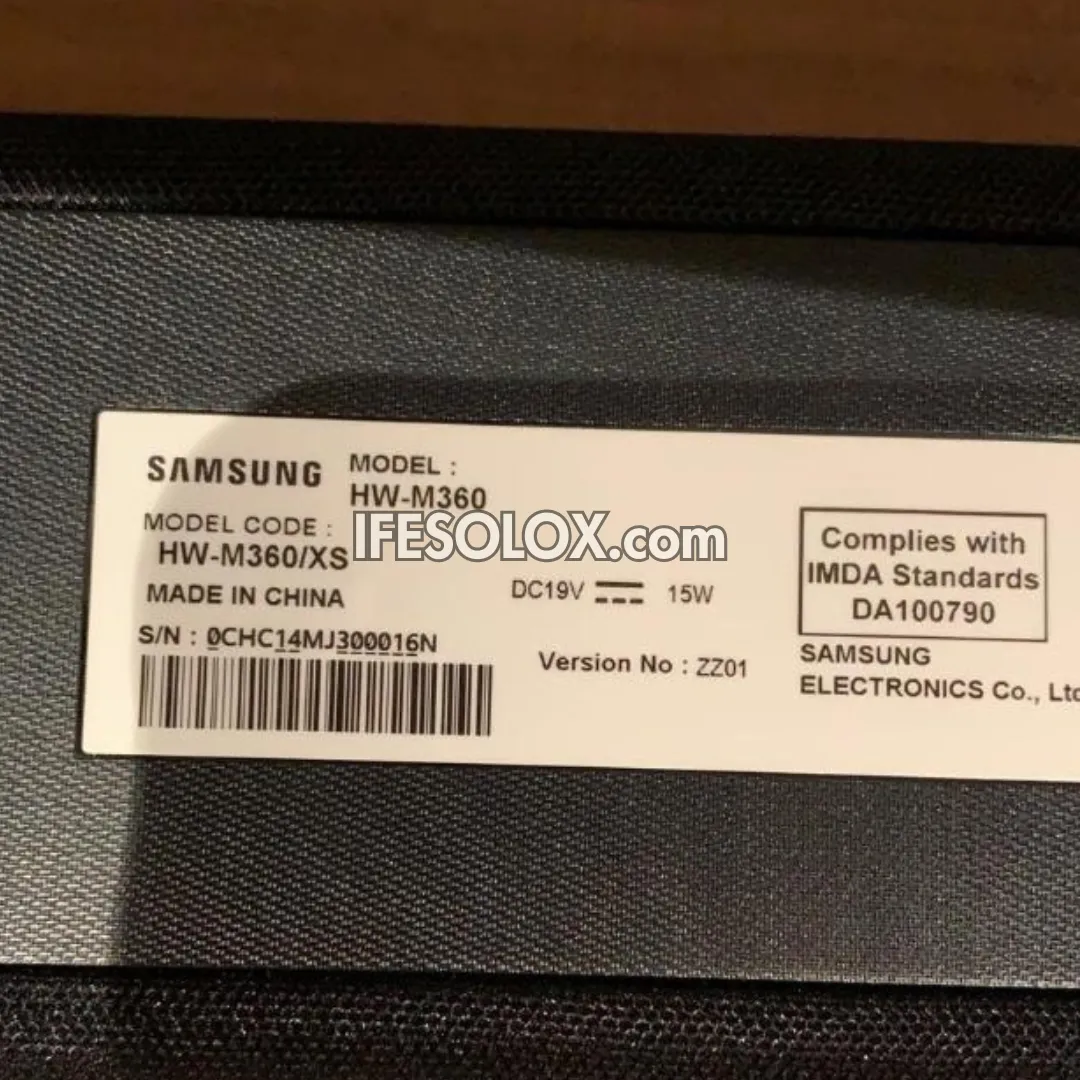 SAMSUNG
MODEL :
HW-M360
MODEL CODE :
HW-M360/XS
IFESOLOX.com
MADE IN CHINA
DC19V 15W
S/N : 0CHC14MJ300016N
Version No : ZZ01
Complies with
IMDA Standards
DA100790
SAMSUNG
ELECTRONICS Co., Ltd